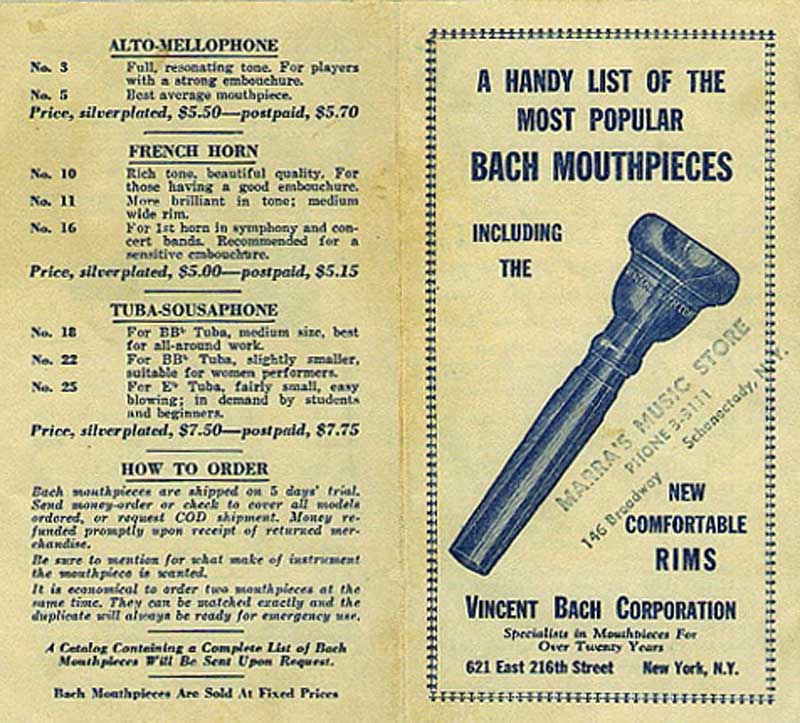 ALTO-MELLOPHONE
No. 3 Full, resonating tone. For players
with a strong embouchure.
No. 5 Best average mouthpiece.
Price, silverplated, $5.50—postpaid, $5.70
FRENCH HORN
No. 10 Rich tone, beautiful quality. For
those having a good embouchure.
No. 11 More brilliant in tone; medium
wide rim.
No. 16 For 1st horn in symphony and con-
cert bands. Recommended for a
sensitive embouchure.
Price, silverplated, $5.00—postpaid, $5.15
TUBA-SOUSAPHONE
No. 18 For BB♭ Tuba, medium size, best
for all-around work.
No. 22 For BB♭ Tuba, slightly smaller,
suitable for women performers.
No. 25 For E♭ Tuba, fairly small, easy
blowing; in demand by students
and beginners.
Price, silverplated, $7.50—postpaid, $7.75
HOW TO ORDER
Bach mouthpieces are shipped on 5 days' trial.
Send money-order or check to cover all models
ordered, or request COD shipment. Money re-
funded promptly upon receipt of returned mer-
chandise.
Be sure to mention for what make of instrument
the mouthpiece is wanted.
It is economical to order two mouthpieces at the
same time. They can be matched exactly and the
duplicate will always be ready for emergency use.
A Catalog Containing a Complete List of Bach
Mouthpieces Will Be Sent Upon Request.
Bach Mouthpieces Are Sold At Fixed Prices
A HANDY LIST OF THE
MOST POPULAR
BACH MOUTHPIECES
INCLUDING
THE
MARRA'S MUSIC STORE
PHONE 3-3111
146 Broadway Schenectady, N.Y.
NEW
COMFORTABLE
RIMS
VINCENT BACH CORPORATION
Specialists in Mouthpieces For
Over Twenty Years
621 East 216th Street New York, N.Y.